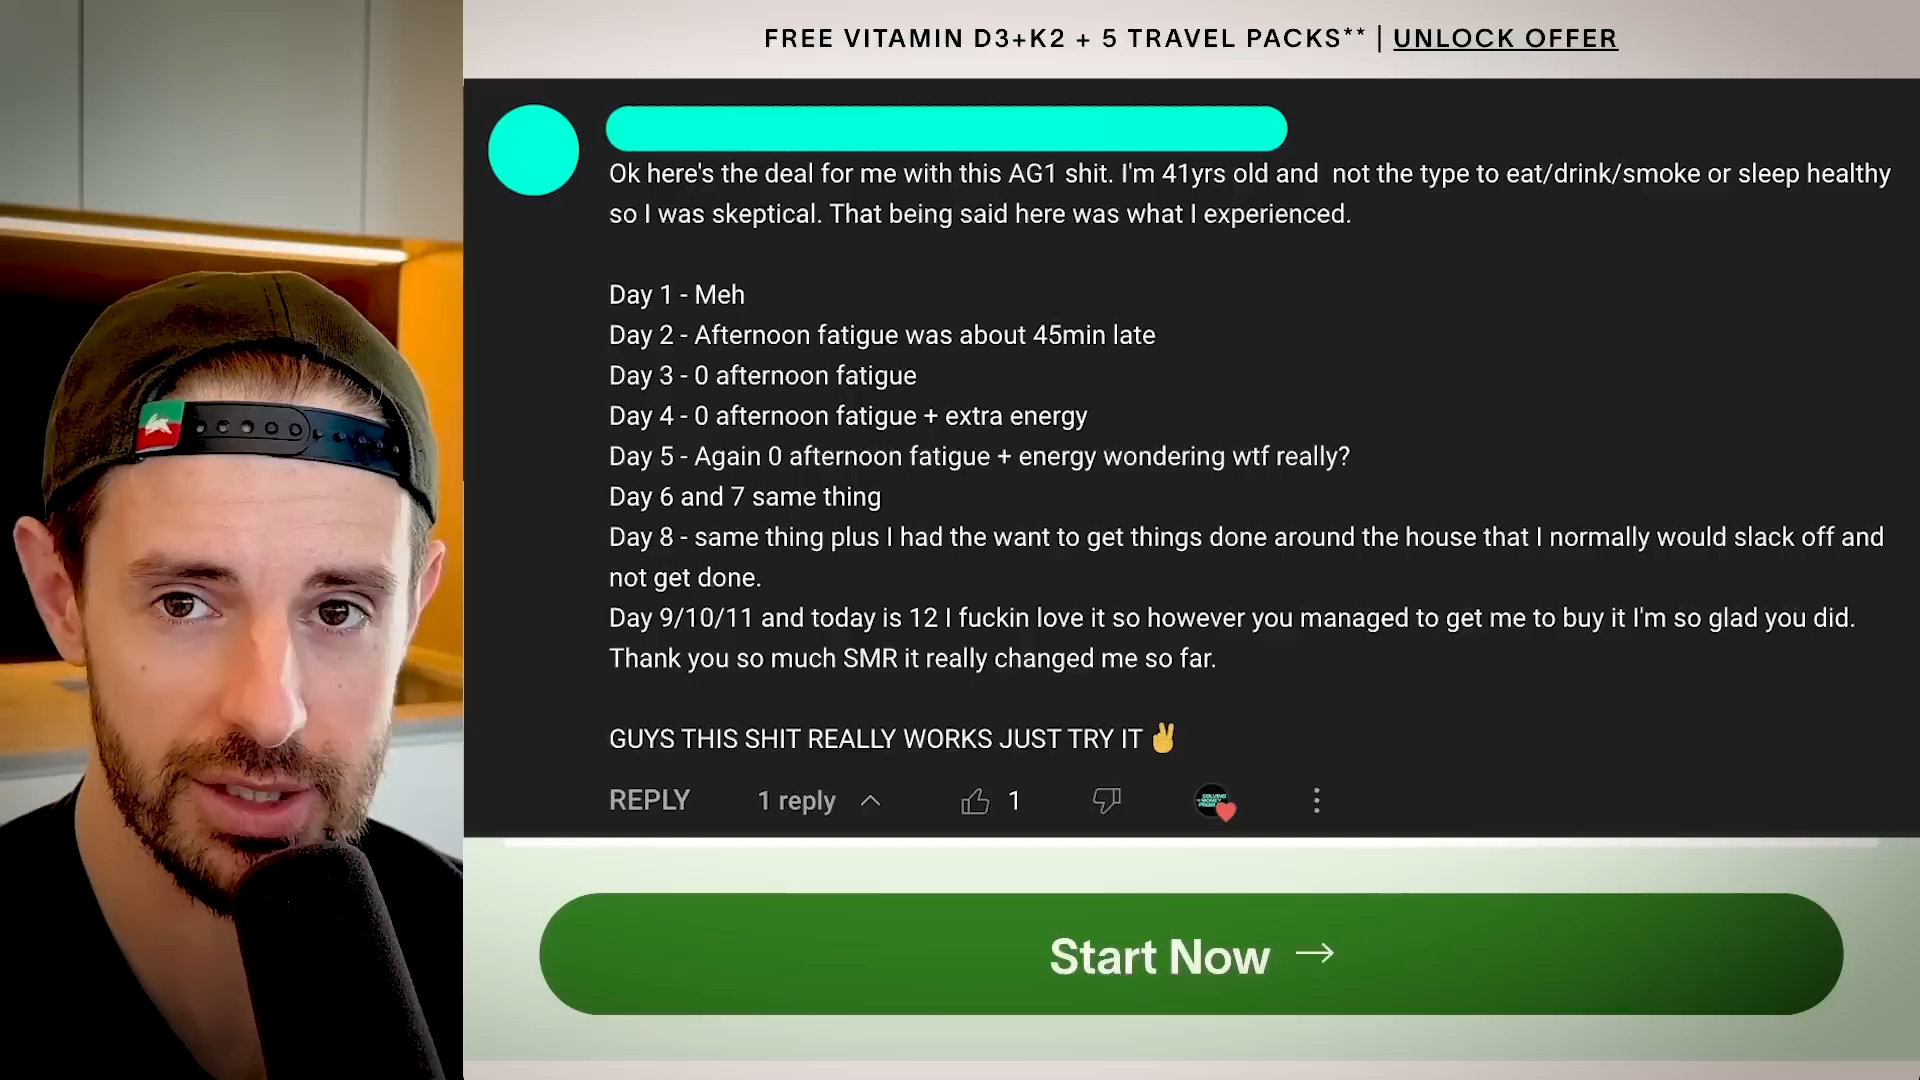 FREE VITAMIN D3+K2 + 5 TRAVEL PACKS** | UNLOCK OFFER
Ok here's the deal for me with this AG1 shit. I'm 41yrs old and  not the type to eat/drink/smoke or sleep healthy
so I was skeptical. That being said here was what I experienced.
Day 1 - Meh
Day 2 - Afternoon fatigue was about 45min late
Day 3 - 0 afternoon fatigue
Day 4 - 0 afternoon fatigue + extra energy
Day 5 - Again 0 afternoon fatigue + energy wondering wtf really?
Day 6 and 7 same thing
Day 8 - same thing plus I had the want to get things done around the house that I normally would slack off and
not get done.
Day 9/10/11 and today is 12 I fuckin love it so however you managed to get me to buy it I'm so glad you did.
Thank you so much SMR it really changed me so far.
GUYS THIS SHIT REALLY WORKS JUST TRY IT ✌
REPLY 1 reply 1
Start Now →